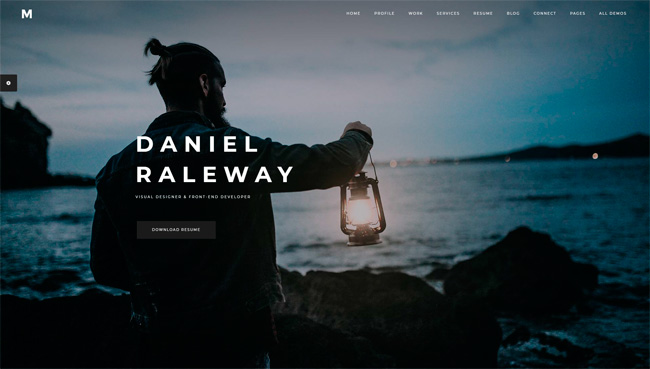 M
HOME PROFILE WORK SERVICES RESUME BLOG CONNECT PAGES ALL DEMOS
DANIEL
RALEWAY
VISUAL DESIGNER & FRONT-END DEVELOPER
DOWNLOAD RESUME